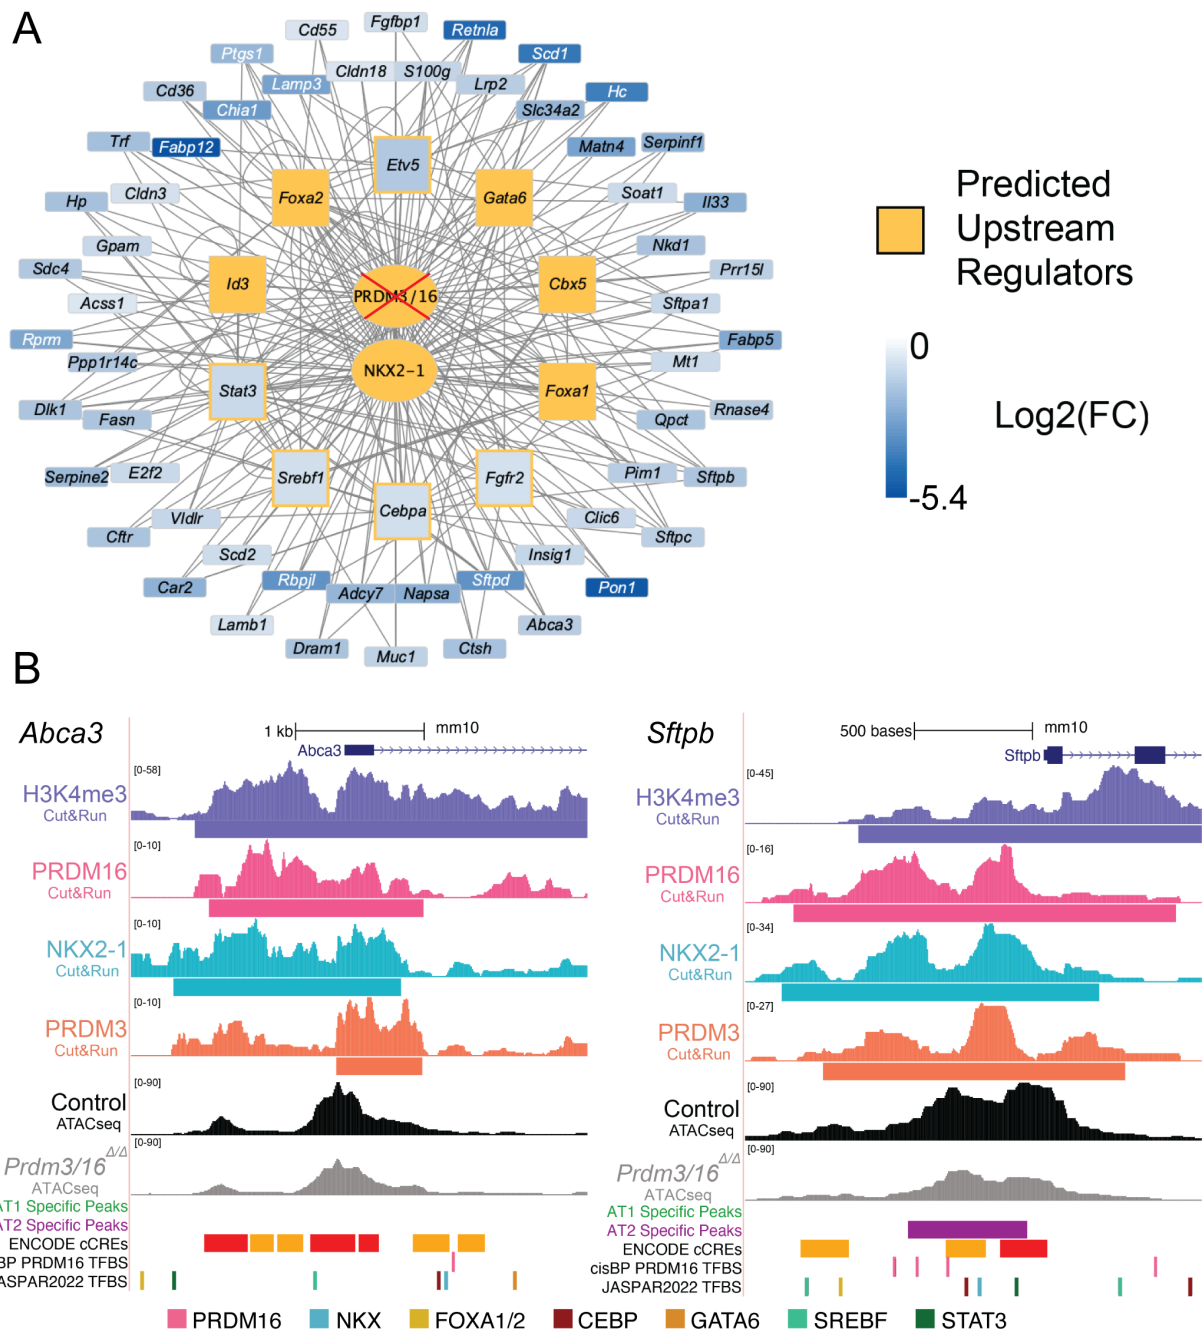 A
Cd55
Fgfbp1
Retnla
Ptgs1
Cldn18
S100g
Scd1
Lamp3
Lrp2
Cd36
Chia1
Slc34a2
Hc
Trf
Fabp12
Matn4
Serpinf1
Etv5
Foxa2
Gata6
Hp
Cldn3
Soat1
Il33
Gpam
Nkd1
Sdc4
Id3
Cbx5
Prr15l
Acss1
PRDM3/16
Sftpa1
Rprm
Fabp5
Ppp1r14c
NKX2-1
Mt1
Stat3
Foxa1
Dlk1
Fasn
Qpct
Rnase4
Serpine2
E2f2
Srebf1
Fgfr2
Pim1
Sftpb
Cebpa
Vldlr
Clic6
Cftr
Scd2
Insig1
Sftpc
Car2
Rbpjl
Adcy7
Napsa
Sftpd
Pon1
Lamb1
Abca3
Dram1
Muc1
Ctsh
Predicted
Upstream
Regulators
0
Log2(FC)
-5.4
B
Abca3
1 kb
mm10
Abca3
[0-58]
H3K4me3
Cut&Run
[0-10]
PRDM16
Cut&Run
[0-10]
NKX2-1
Cut&Run
[0-10]
PRDM3
Cut&Run
[0-90]
Control
ATACseq
[0-90]
Prdm3/16 Δ/Δ
ATACseq
AT1 Specific Peaks
AT2 Specific Peaks
ENCODE cCREs
BP PRDM16 TFBS
ASPAR2022 TFBS
Sftpb
500 bases
mm10
Sftpb
[0-45]
H3K4me3
Cut&Run
[0-16]
PRDM16
Cut&Run
[0-34]
NKX2-1
Cut&Run
[0-27]
PRDM3
Cut&Run
[0-90]
Control
ATACseq
[0-90]
Prdm3/16 Δ/Δ
ATACseq
AT1 Specific Peaks
AT2 Specific Peaks
ENCODE cCREs
cisBP PRDM16 TFBS
JASPAR2022 TFBS
PRDM16
NKX
FOXA1/2
CEBP
GATA6
SREBF
STAT3